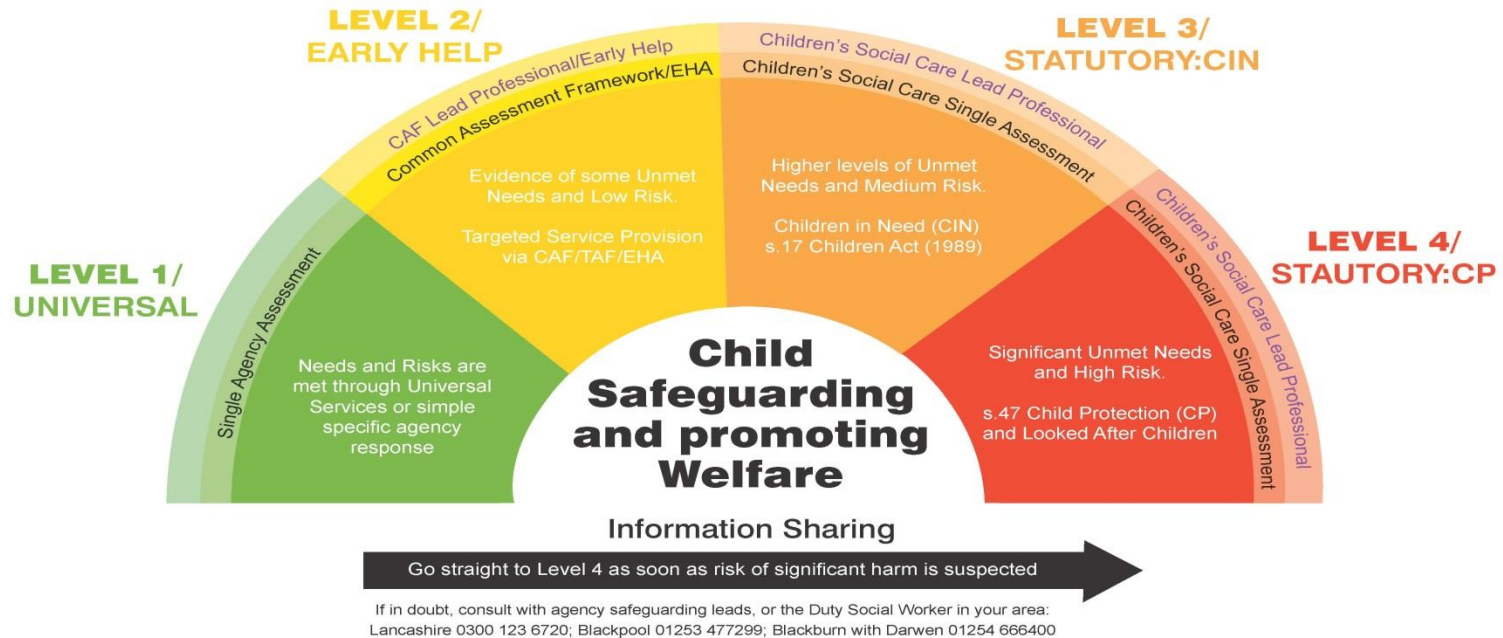 LEVEL 1/
UNIVERSAL
Single Agency Assessment
Needs and Risks are
met through Universal
Services or simple
specific agency
response
LEVEL 2/
EARLY HELP
CAF Lead Professional/Early Help
Common Assessment Framework/EHA
Evidence of some Unmet
Needs and Low Risk.
Targeted Service Provision
via CAF/TAF/EHA
LEVEL 3/
STATUTORY:CIN
Children's Social Care Lead Professional
Children's Social Care Single Assessment
Higher levels of Unmet
Needs and Medium Risk.
Children in Need (CIN)
s.17 Children Act (1989)
LEVEL 4/
STAUTORY:CP
Children's Social Care Lead Professional
Children's Social Care Single Assessment
Significant Unmet Needs
and High Risk.
s.47 Child Protection (CP)
and Looked After Children
Child
Safeguarding
and promoting
Welfare
Information Sharing
Go straight to Level 4 as soon as risk of significant harm is suspected
If in doubt, consult with agency safeguarding leads, or the Duty Social Worker in your area:
Lancashire 0300 123 6720; Blackpool 01253 477299; Blackburn with Darwen 01254 666400